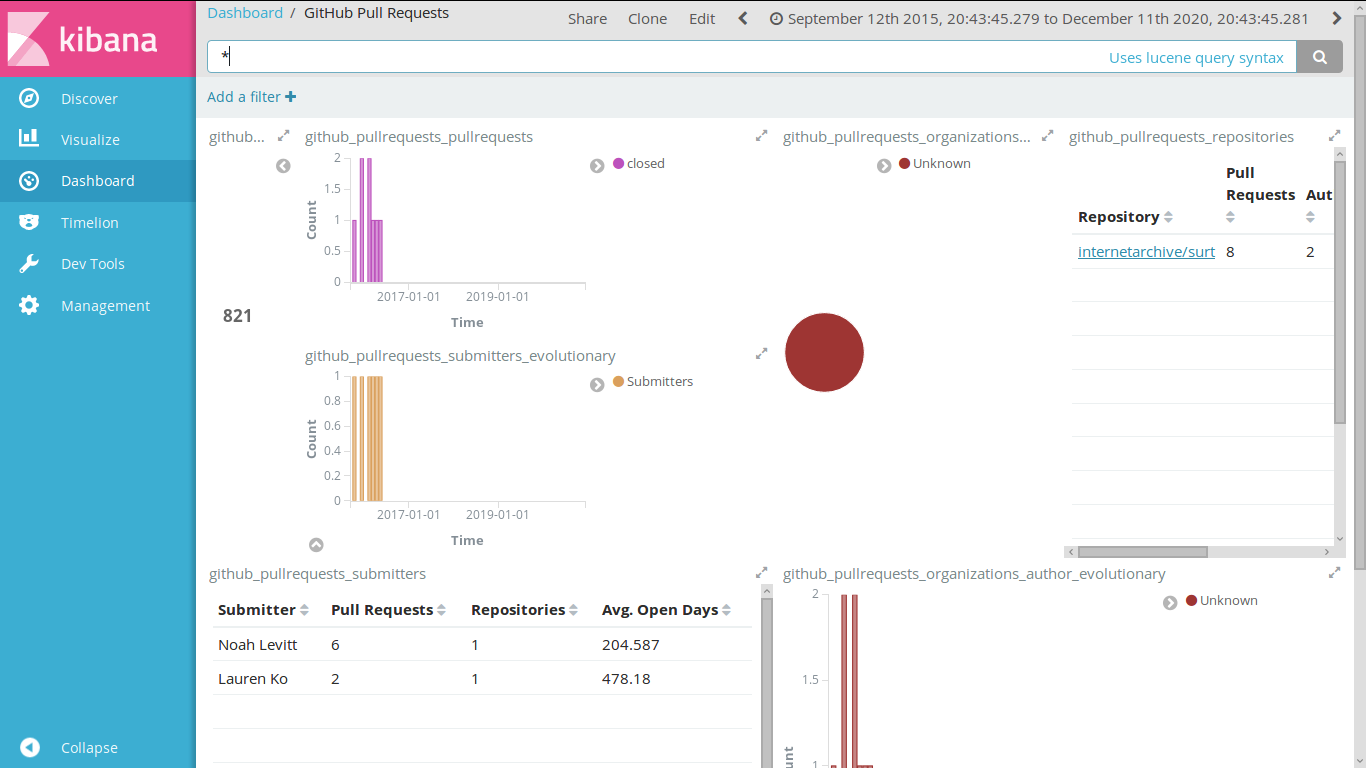 kibana
Discover
Visualize
Dashboard
Timelion
Dev Tools
Management
Collapse
Dashboard / GitHub Pull Requests
Share Clone Edit September 12th 2015, 20:43:45.279 to December 11th 2020, 20:43:45.281
* Uses lucene query syntax
Add a filter +
github...
821
github_pullrequests_pullrequests
closed
2
1.5
1
0.5
0
Count
2017-01-01 2019-01-01
Time
github_pullrequests_submitters_evolutionary
Submitters
1
0.8
0.6
0.4
0.2
0
Count
2017-01-01 2019-01-01
Time
github_pullrequests_organizations...
Unknown
github_pullrequests_repositories
Repository Pull Requests Aut
internetarchive/surt 8 2
github_pullrequests_submitters
Submitter Pull Requests Repositories Avg. Open Days
Noah Levitt 6 1 204.587
Lauren Ko 2 1 478.18
github_pullrequests_organizations_author_evolutionary
Unknown
2
1.5
1
unt